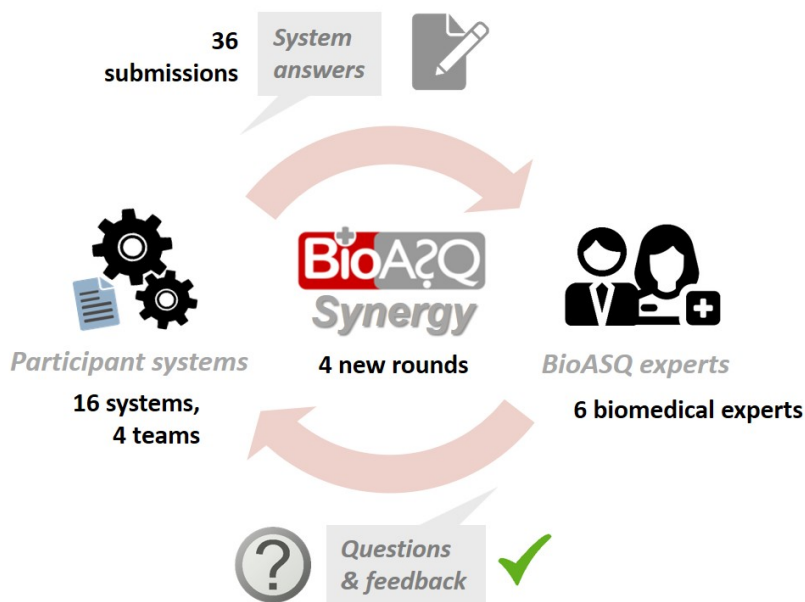 36
submissions
System
answers
BioASQ
Synergy
Participant systems
4 new rounds
BioASQ experts
16 systems,
4 teams
6 biomedical experts
?
Questions
& feedback